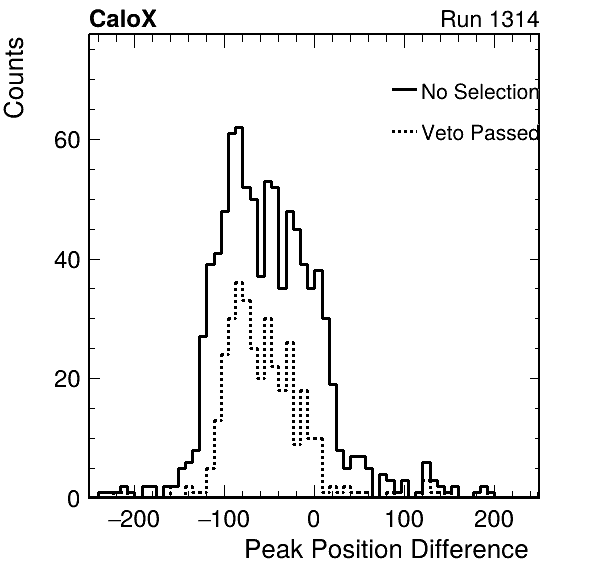 CaloX Run 1314
Counts
No Selection
Veto Passed
60
40
20
0
−200 −100 0 100 200
Peak Position Difference